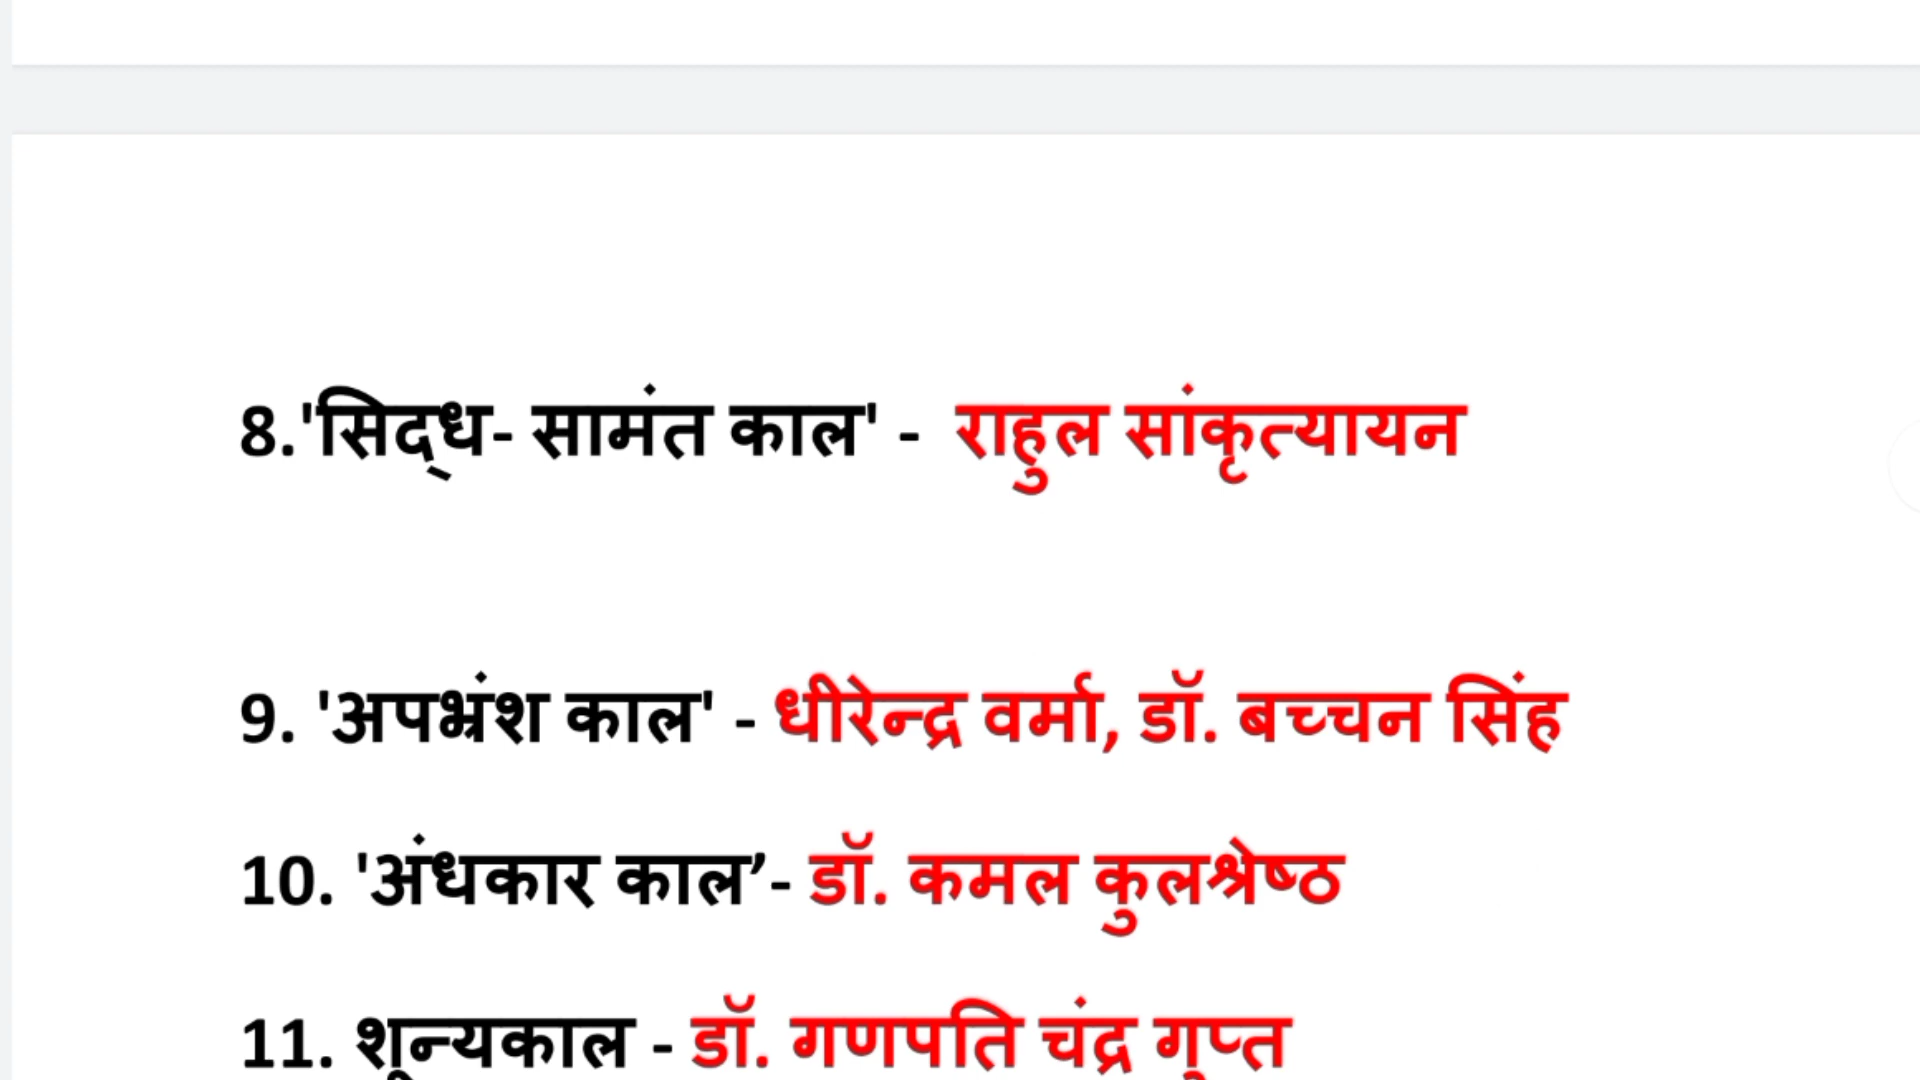 8.'सिद्‌ध- सामंत काल' - राहुल सांकृत्यायन
9. 'अपभ्रंश काल' - धीरेन्द्र वर्मा, डॉ. बच्चन सिंह
10. 'अंधकार काल’- डॉ. कमल कुलश्रेष्ठ
11. शून्यकाल - डॉ. गणपति चंद्र गुप्त